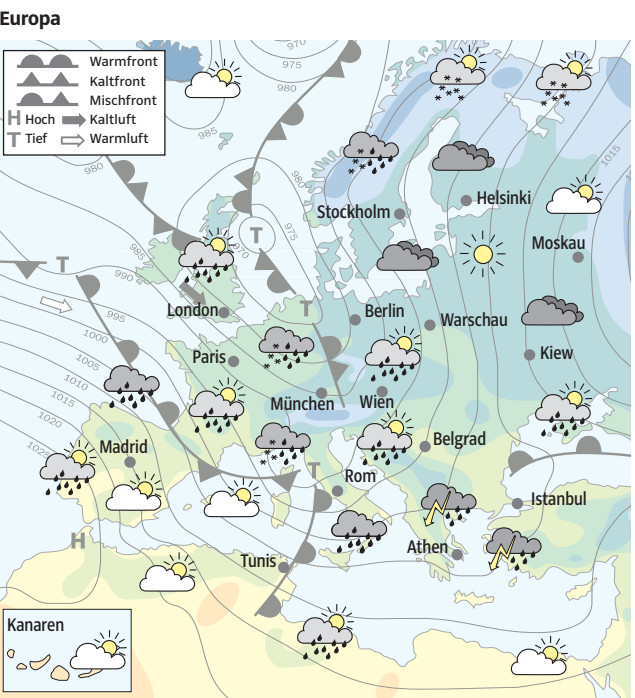 Europa
Warmfront
Kaltfront
Mischfront
H Hoch Kaltluft
T Tief Warmluft
970
975
980
985
980
1015
Helsinki
Stockholm
Moskau
T
975
970
985
T
990
London
T
Berlin
Warschau
995
1000
Paris
Kiew
1005
1010
München
Wien
1015
1020
Madrid
Belgrad
1025
T
Rom
Istanbul
H
Tunis
Athen
Kanaren